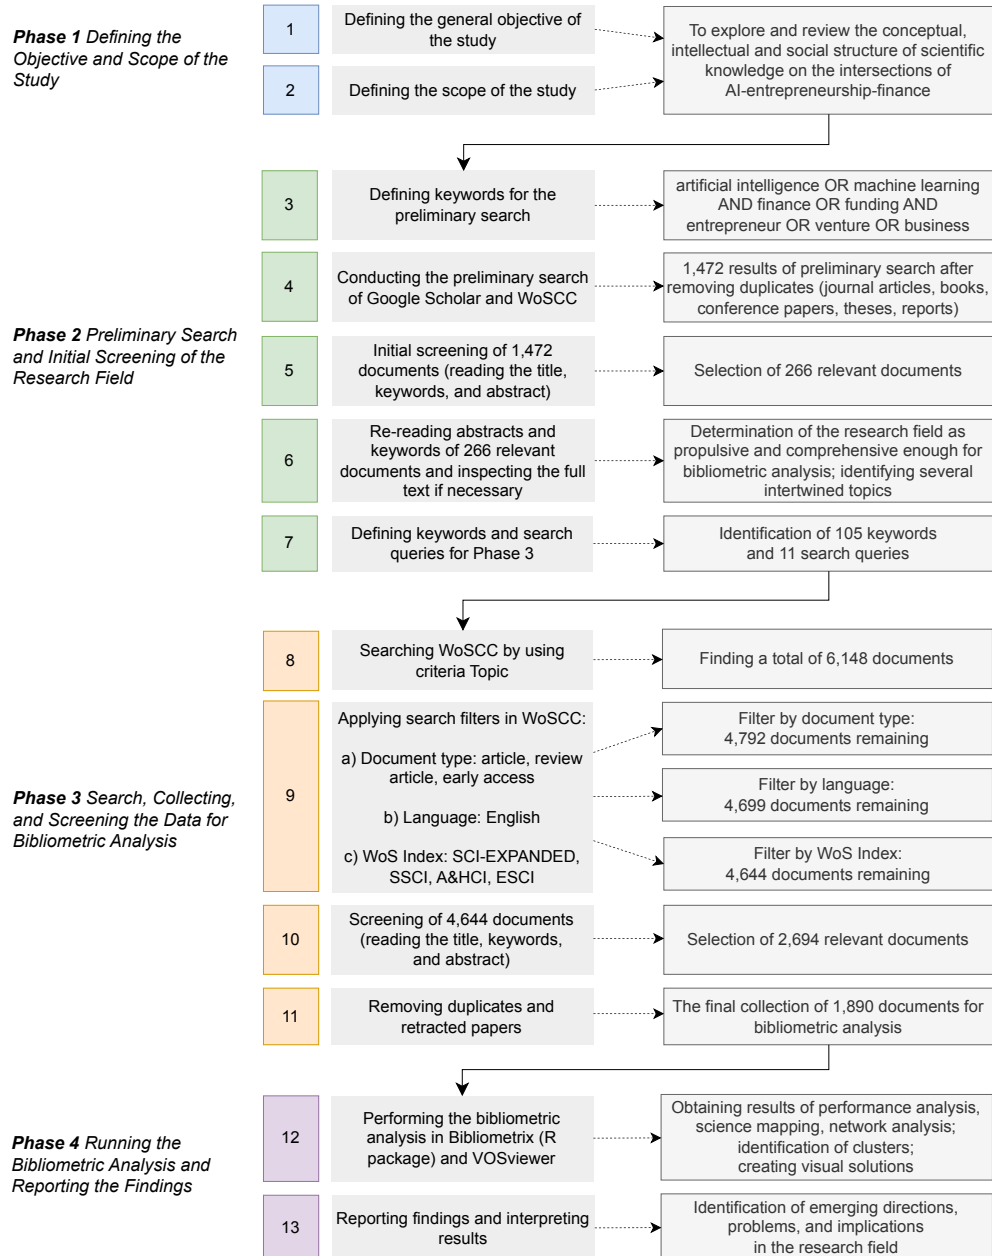 Phase 1 Defining the
Objective and Scope of the
Study
1
Defining the general objective of
the study
2
Defining the scope of the study
To explore and review the conceptual,
intellectual and social structure of scientific
knowledge on the intersections of
AI-entrepreneurship-finance
Phase 2 Preliminary Search
and Initial Screening of the
Research Field
3
Defining keywords for the
preliminary search
artificial intelligence OR machine learning
AND finance OR funding AND
entrepreneur OR venture OR business
4
Conducting the preliminary search
of Google Scholar and WoSCC
1,472 results of preliminary search after
removing duplicates (journal articles, books,
conference papers, theses, reports)
5
Initial screening of 1,472
documents (reading the title,
keywords, and abstract)
Selection of 266 relevant documents
6
Re-reading abstracts and
keywords of 266 relevant
documents and inspecting the full
text if necessary
Determination of the research field as
propulsive and comprehensive enough for
bibliometric analysis; identifying several
intertwined topics
7
Defining keywords and search
queries for Phase 3
Identification of 105 keywords
and 11 search queries
Phase 3 Search, Collecting,
and Screening the Data for
Bibliometric Analysis
8
Searching WoSCC by using
criteria Topic
Finding a total of 6,148 documents
9
Applying search filters in WoSCC:
a) Document type: article, review
article, early access
b) Language: English
c) WoS Index: SCI-EXPANDED,
SSCI, A&HCI, ESCI
Filter by document type:
4,792 documents remaining
Filter by language:
4,699 documents remaining
Filter by WoS Index:
4,644 documents remaining
10
Screening of 4,644 documents
(reading the title, keywords,
and abstract)
Selection of 2,694 relevant documents
11
Removing duplicates and
retracted papers
The final collection of 1,890 documents for
bibliometric analysis
Phase 4 Running the
Bibliometric Analysis and
Reporting the Findings
12
Performing the bibliometric
analysis in Bibliometrix (R
package) and VOSviewer
Obtaining results of performance analysis,
science mapping, network analysis;
identification of clusters;
creating visual solutions
13
Reporting findings and interpreting
results
Identification of emerging directions,
problems, and implications
in the research field